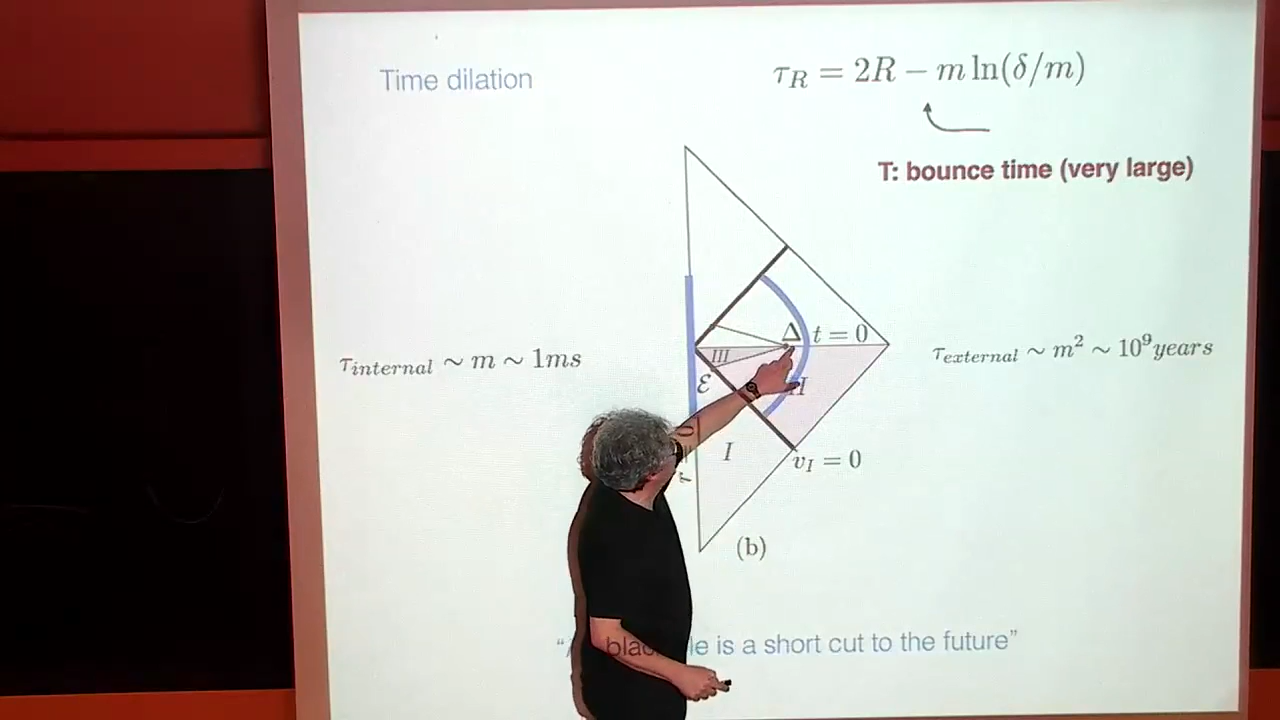 Time dilation
τ_R = 2R − m ln(δ/m)
T: bounce time (very large)
Δ t = 0
III
τ_internal ~ m ~ 1ms
τ_external ~ m² ~ 10⁹ years
ℰ
I
v_I = 0
(b)
is a short cut to the future”